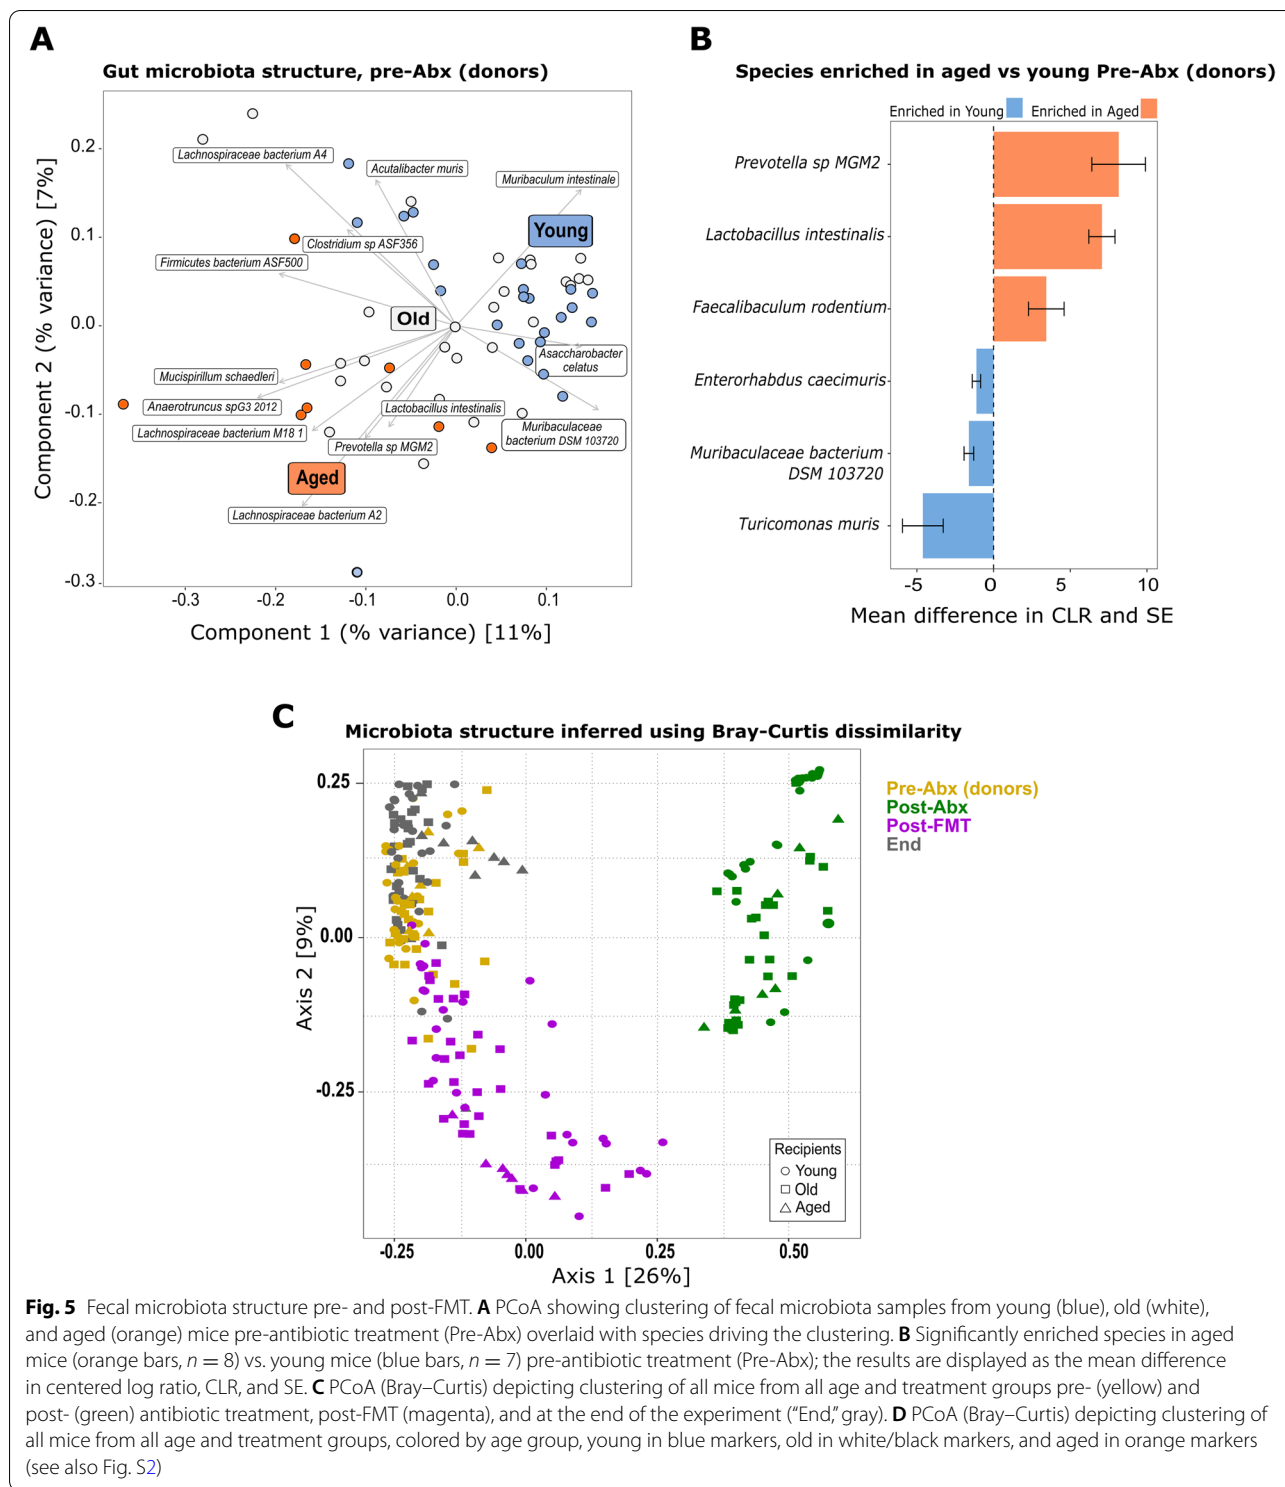 A
Gut microbiota structure, pre-Abx (donors)
Component 2 (% variance) [7%]
0.2
0.1
0.0
-0.1
-0.2
-0.3
Lachnospiraceae bacterium A4
Acutalibacter muris
Muribaculum intestinale
Young
Clostridium sp ASF356
Firmicutes bacterium ASF500
Old
Asaccharobacter
celatus
Mucispirillum schaedleri
Anaerotruncus spG3 2012
Lactobacillus intestinalis
Lachnospiraceae bacterium M18 1
Muribaculaceae
bacterium DSM 103720
Prevotella sp MGM2
Aged
Lachnospiraceae bacterium A2
-0.3
-0.2
-0.1
0.0
0.1
Component 1 (% variance) [11%]
B
Species enriched in aged vs young Pre-Abx (donors)
Enriched in Young
Enriched in Aged
Prevotella sp MGM2
Lactobacillus intestinalis
Faecalibaculum rodentium
Enterorhabdus caecimuris
Muribaculaceae bacterium
DSM 103720
Turicomonas muris
-5
0
5
10
Mean difference in CLR and SE
C
Microbiota structure inferred using Bray-Curtis dissimilarity
Axis 2 [9%]
0.25
0.00
-0.25
Pre-Abx (donors)
Post-Abx
Post-FMT
End
Recipients
Young
Old
Aged
-0.25
0.00
0.25
0.50
Axis 1 [26%]
Fig. 5 Fecal microbiota structure pre- and post-FMT. A PCoA showing clustering of fecal microbiota samples from young (blue), old (white),
and aged (orange) mice pre-antibiotic treatment (Pre-Abx) overlaid with species driving the clustering. B Significantly enriched species in aged
mice (orange bars, n = 8) vs. young mice (blue bars, n = 7) pre-antibiotic treatment (Pre-Abx); the results are displayed as the mean difference
in centered log ratio, CLR, and SE. C PCoA (Bray–Curtis) depicting clustering of all mice from all age and treatment groups pre- (yellow) and
post- (green) antibiotic treatment, post-FMT (magenta), and at the end of the experiment (“End,” gray). D PCoA (Bray–Curtis) depicting clustering of
all mice from all age and treatment groups, colored by age group, young in blue markers, old in white/black markers, and aged in orange markers
(see also Fig. S2)